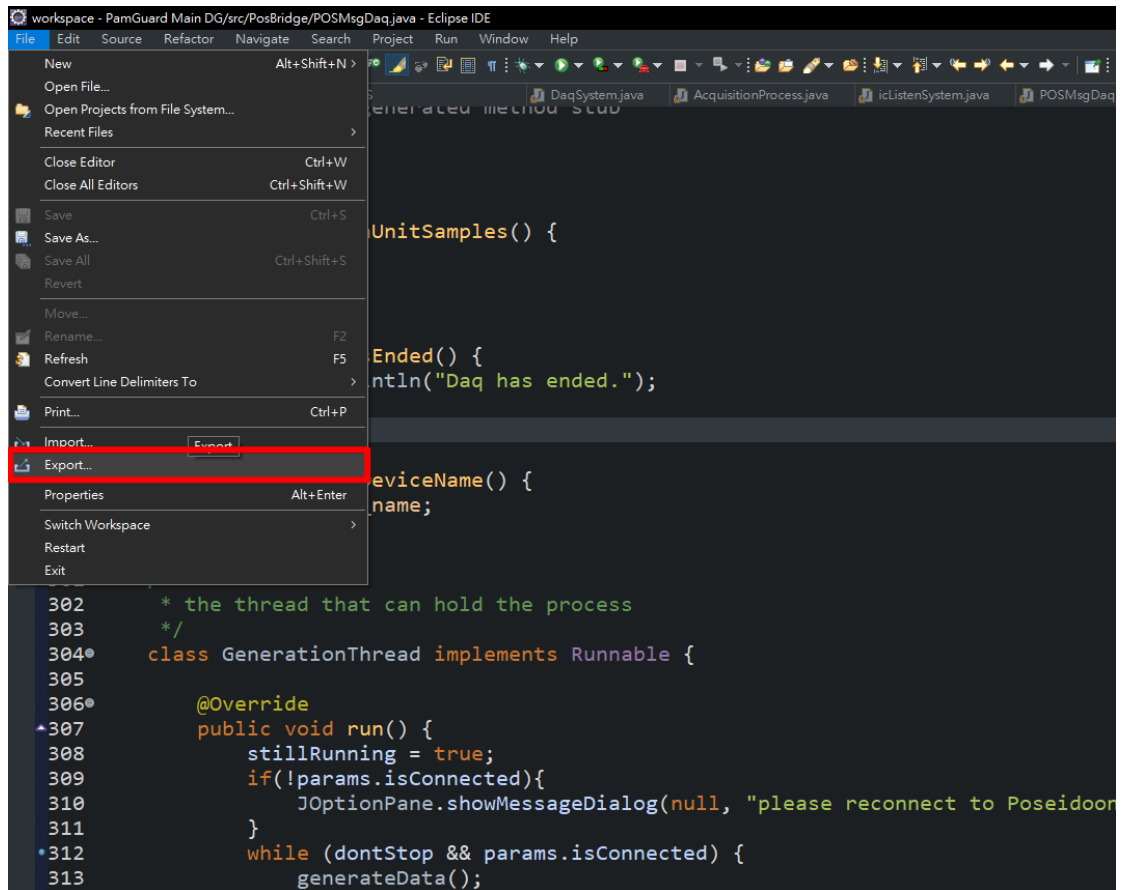 workspace - PamGuard Main DG/src/PosBridge/POSMsgDaq.java - Eclipse IDE
File Edit Source Refactor Navigate Search Project Run Window Help
New Alt+Shift+N >
Open File...
DaqSystem.java AcquisitionProcess.java icListenSystem.java POSMsgDaq
Open Projects from File System...
Recent Files >
Close Editor Ctrl+W
Close All Editors Ctrl+Shift+W
Save Ctrl+S
Save As...
Save All Ctrl+Shift+S
Revert
Move...
Rename... F2
Refresh F5
Convert Line Delimiters To >
Print... Ctrl+P
Import...
Export
Export...
Properties Alt+Enter
Switch Workspace >
Restart
Exit
generated method stub
UnitSamples() {
Ended() {
ntln("Daq has ended.");
eviceName() {
name;
302 * the thread that can hold the process
303 */
304 class GenerationThread implements Runnable {
305
306 @Override
307 public void run() {
308 stillRunning = true;
309 if(!params.isConnected){
310 JOptionPane.showMessageDialog(null, "please reconnect to Poseidoon
311 }
312 while (dontStop && params.isConnected) {
313 generateData();